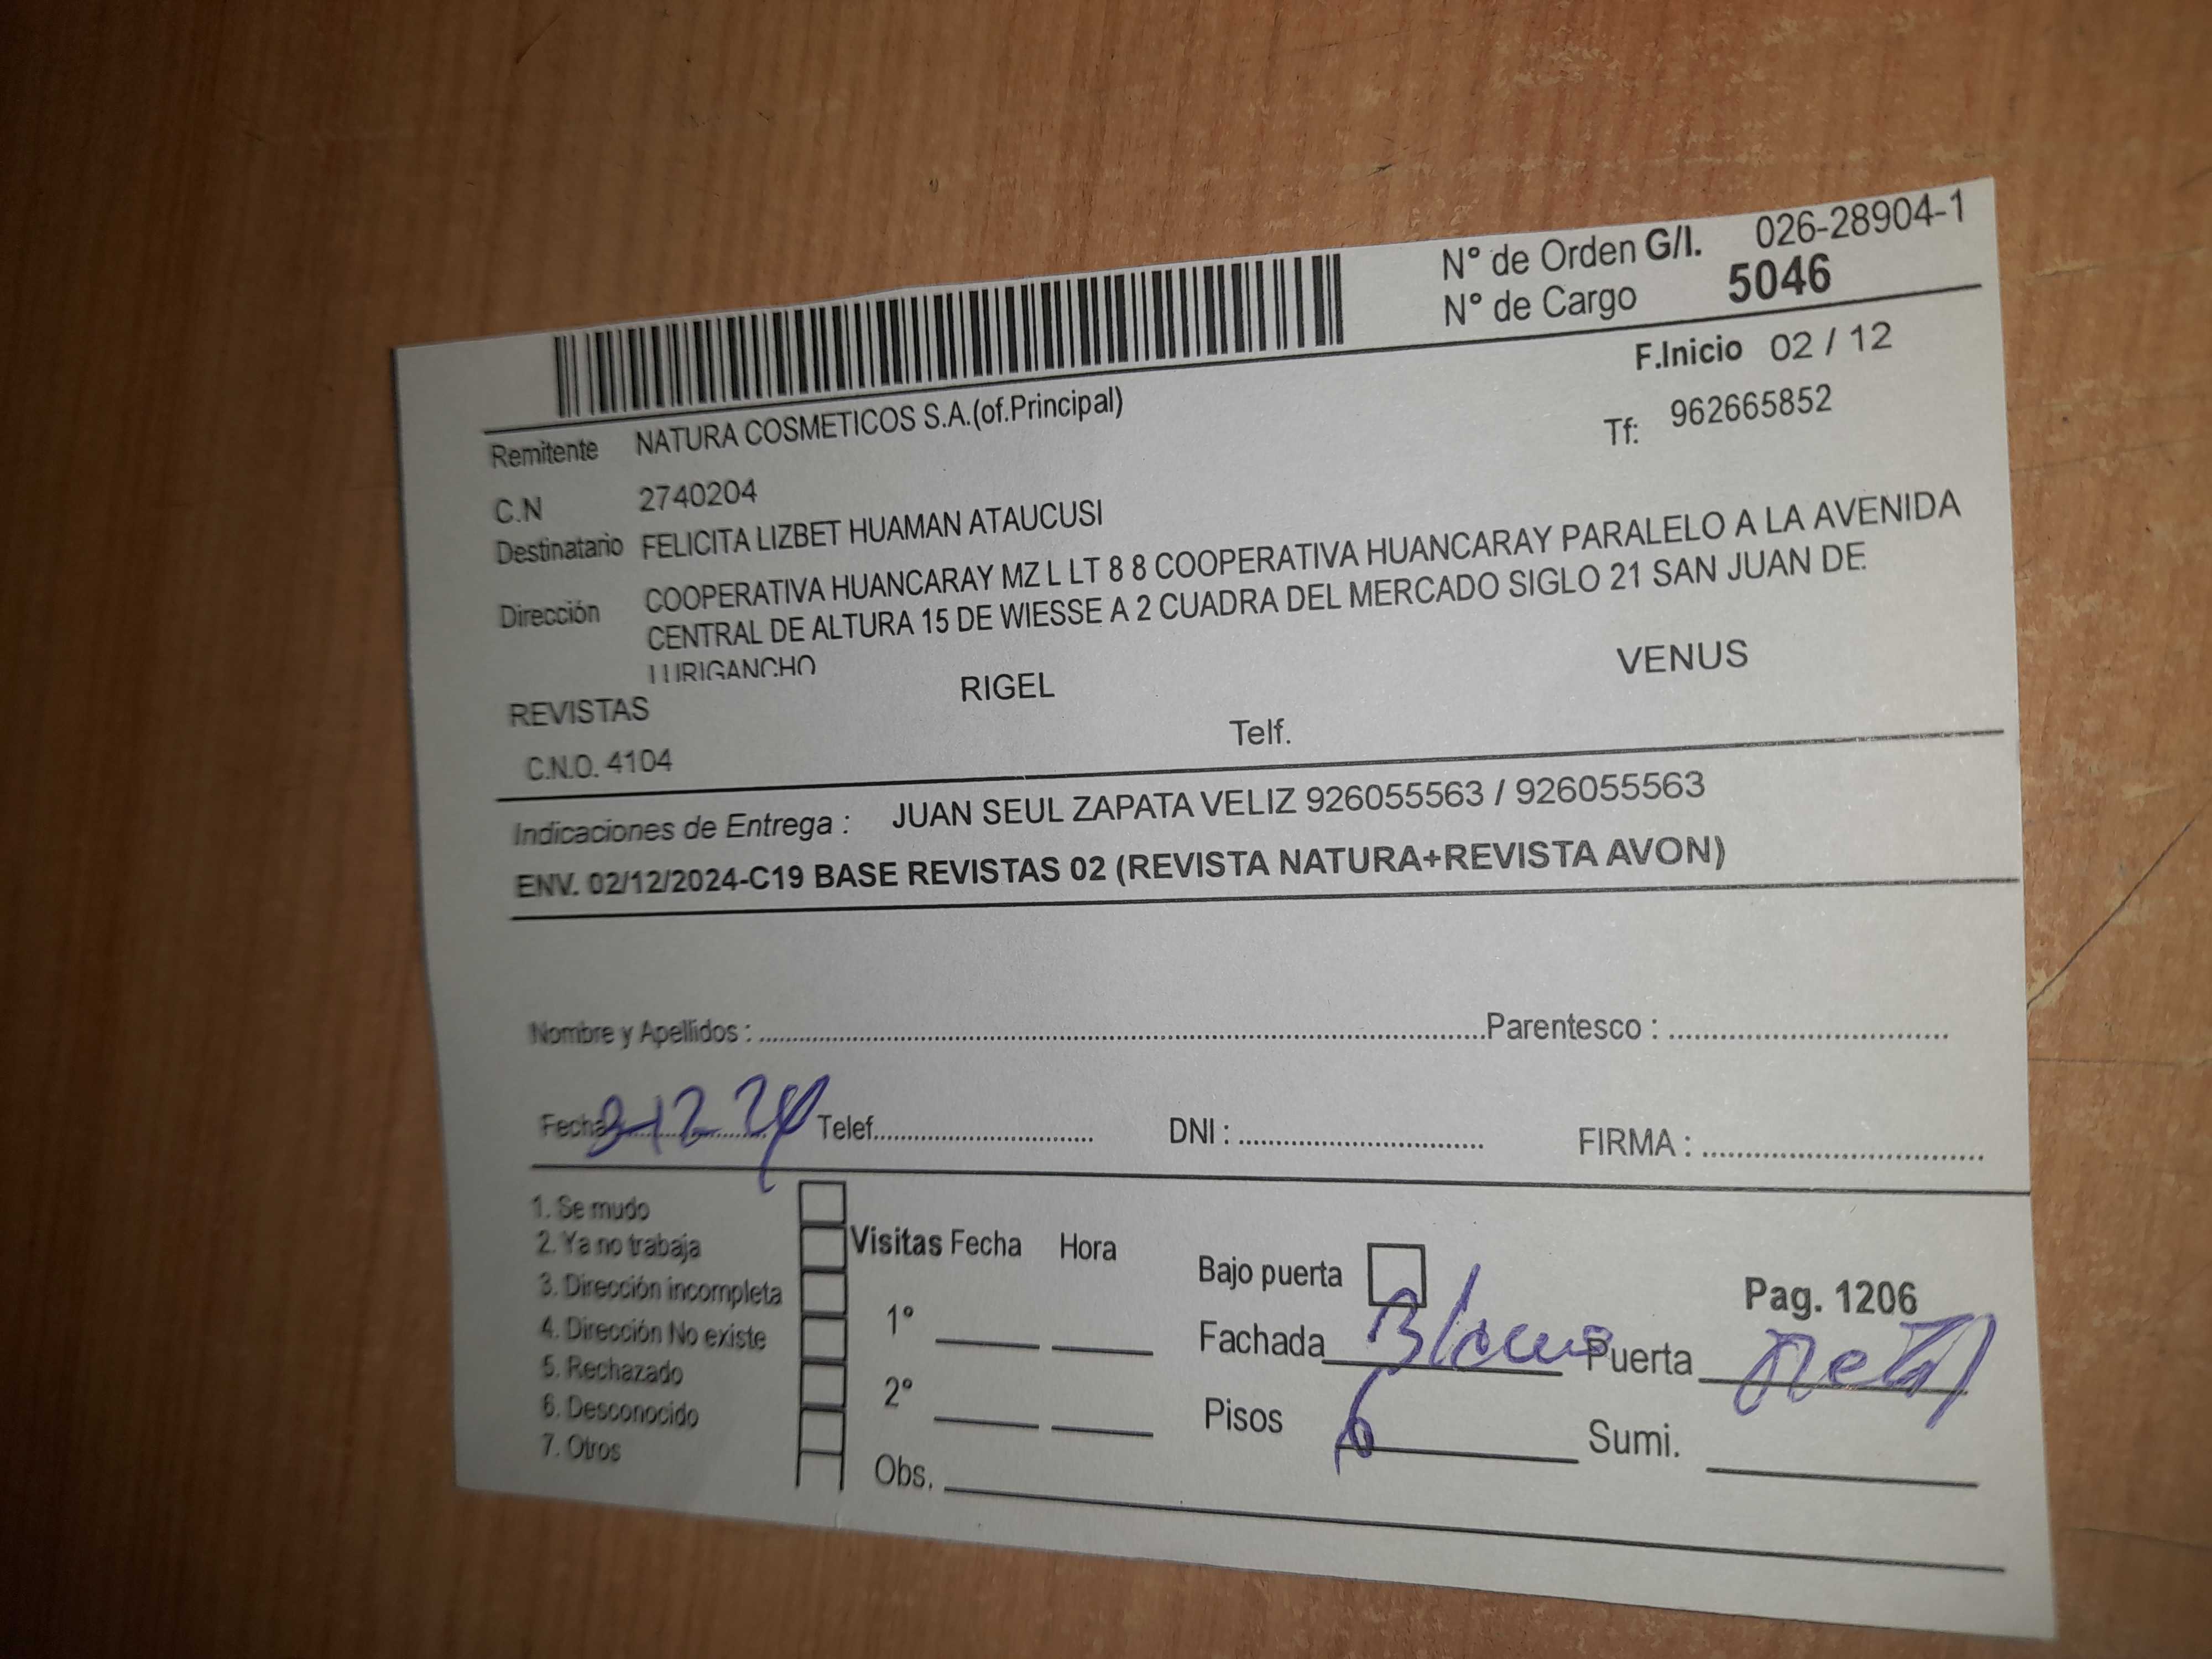 N° de Orden G/I. 026-28904-1
N° de Cargo 5046
F.Inicio 02 / 12
Remitente NATURA COSMETICOS S.A.(of.Principal)
Tf: 962665852
C.N 2740204
Destinatario FELICITA LIZBET HUAMAN ATAUCUSI
Dirección COOPERATIVA HUANCARAY MZ L LT 8 8 COOPERATIVA HUANCARAY PARALELO A LA AVENIDA
CENTRAL DE ALTURA 15 DE WIESSE A 2 CUADRA DEL MERCADO SIGLO 21 SAN JUAN DE
LURIGANCHO
REVISTAS RIGEL VENUS
C.N.O. 4104 Telf.
Indicaciones de Entrega : JUAN SEUL ZAPATA VELIZ 926055563 / 926055563
ENV. 02/12/2024-C19 BASE REVISTAS 02 (REVISTA NATURA+REVISTA AVON)
Nombre y Apellidos : Parentesco :
Fecha 3-12 24 Telef. DNI : FIRMA :
1. Se mudo
2. Ya no trabaja
3. Dirección incompleta
4. Dirección No existe
5. Rechazado
6. Desconocido
7. Otros
Visitas Fecha Hora
1°
2°
Obs.
Bajo puerta
Pag. 1206
Fachada Blanco Puerta Metal
Pisos 6 Sumi.